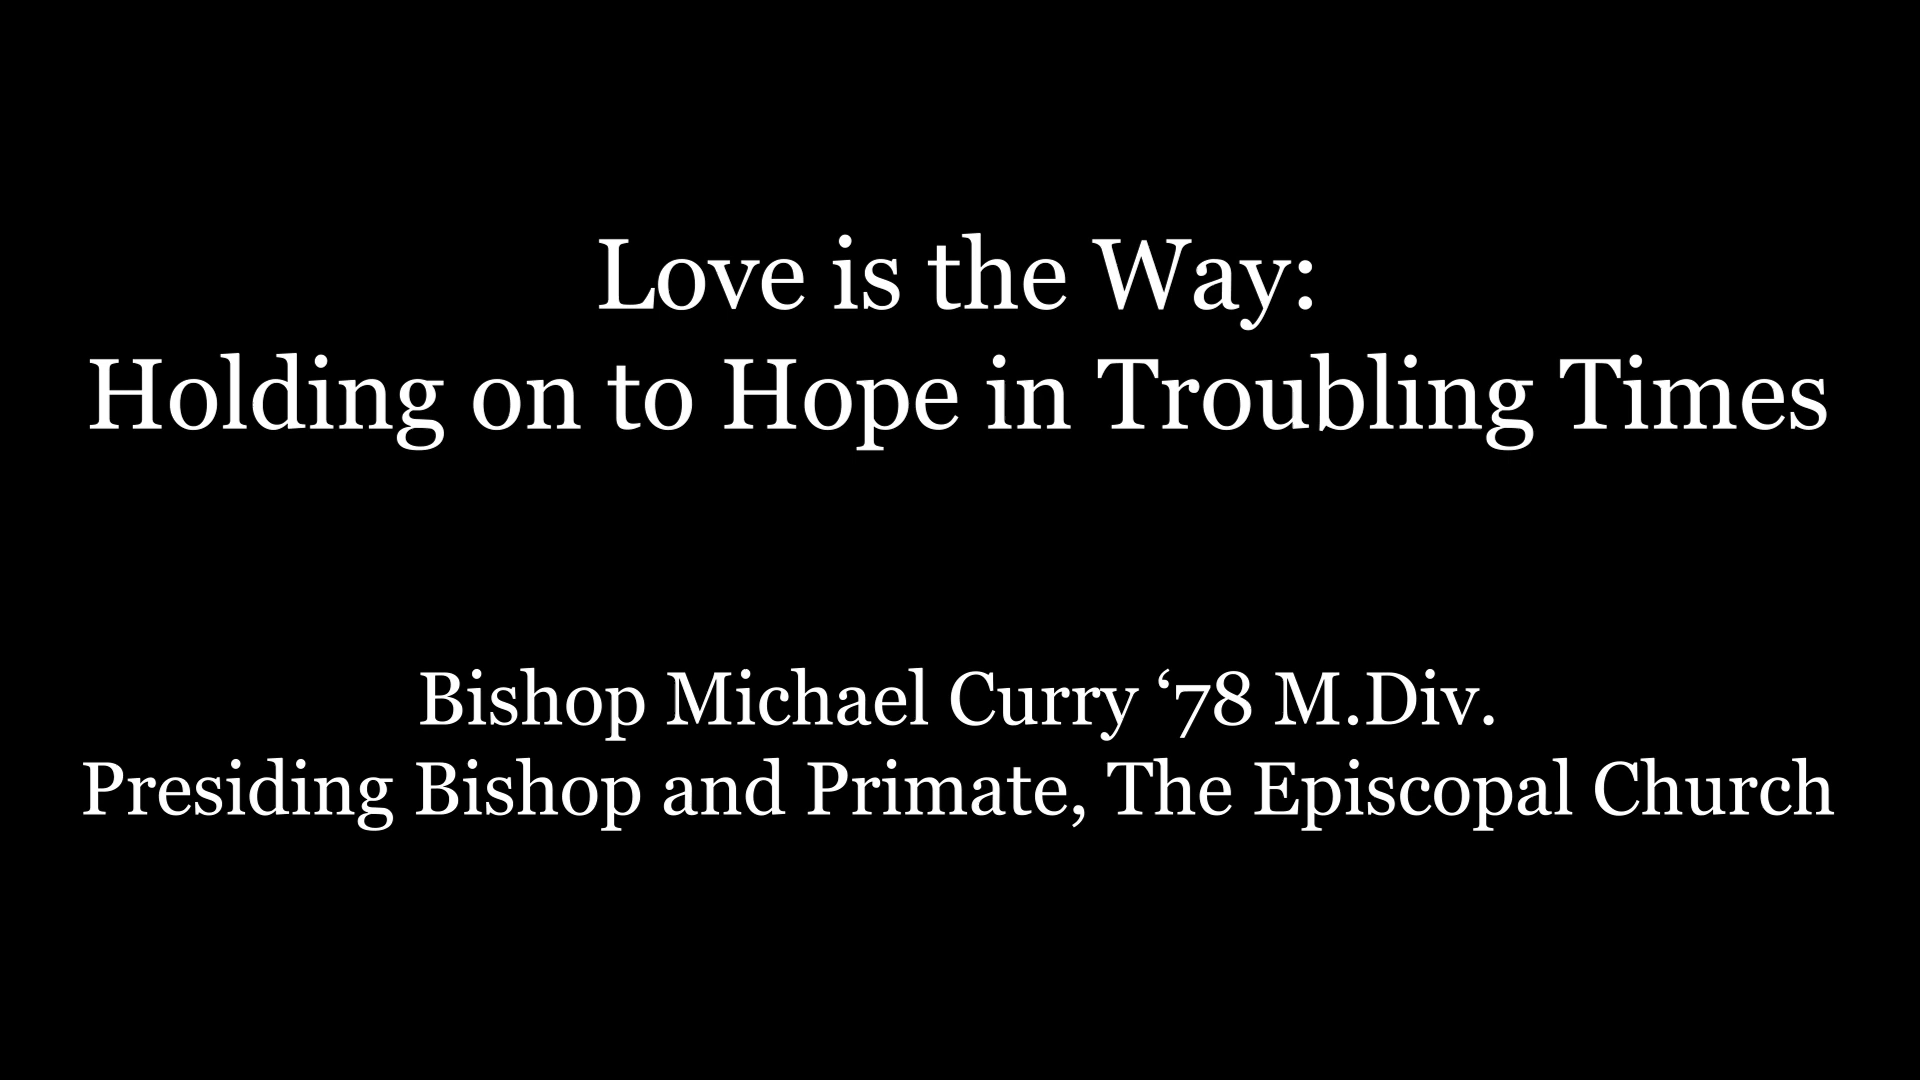 Love is the Way:
Holding on to Hope in Troubling Times
Bishop Michael Curry ‘78 M.Div.
Presiding Bishop and Primate, The Episcopal Church